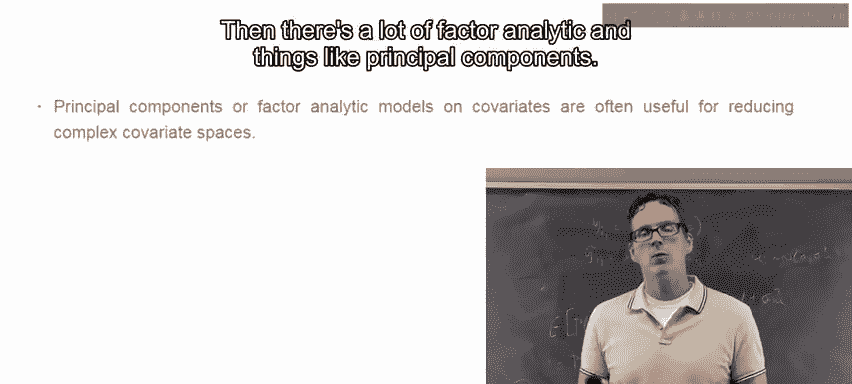 Then there's a lot of factor analytic and
things like principal components.
· Principal components or factor analytic models on covariates are often useful for reducing
complex covariate spaces.